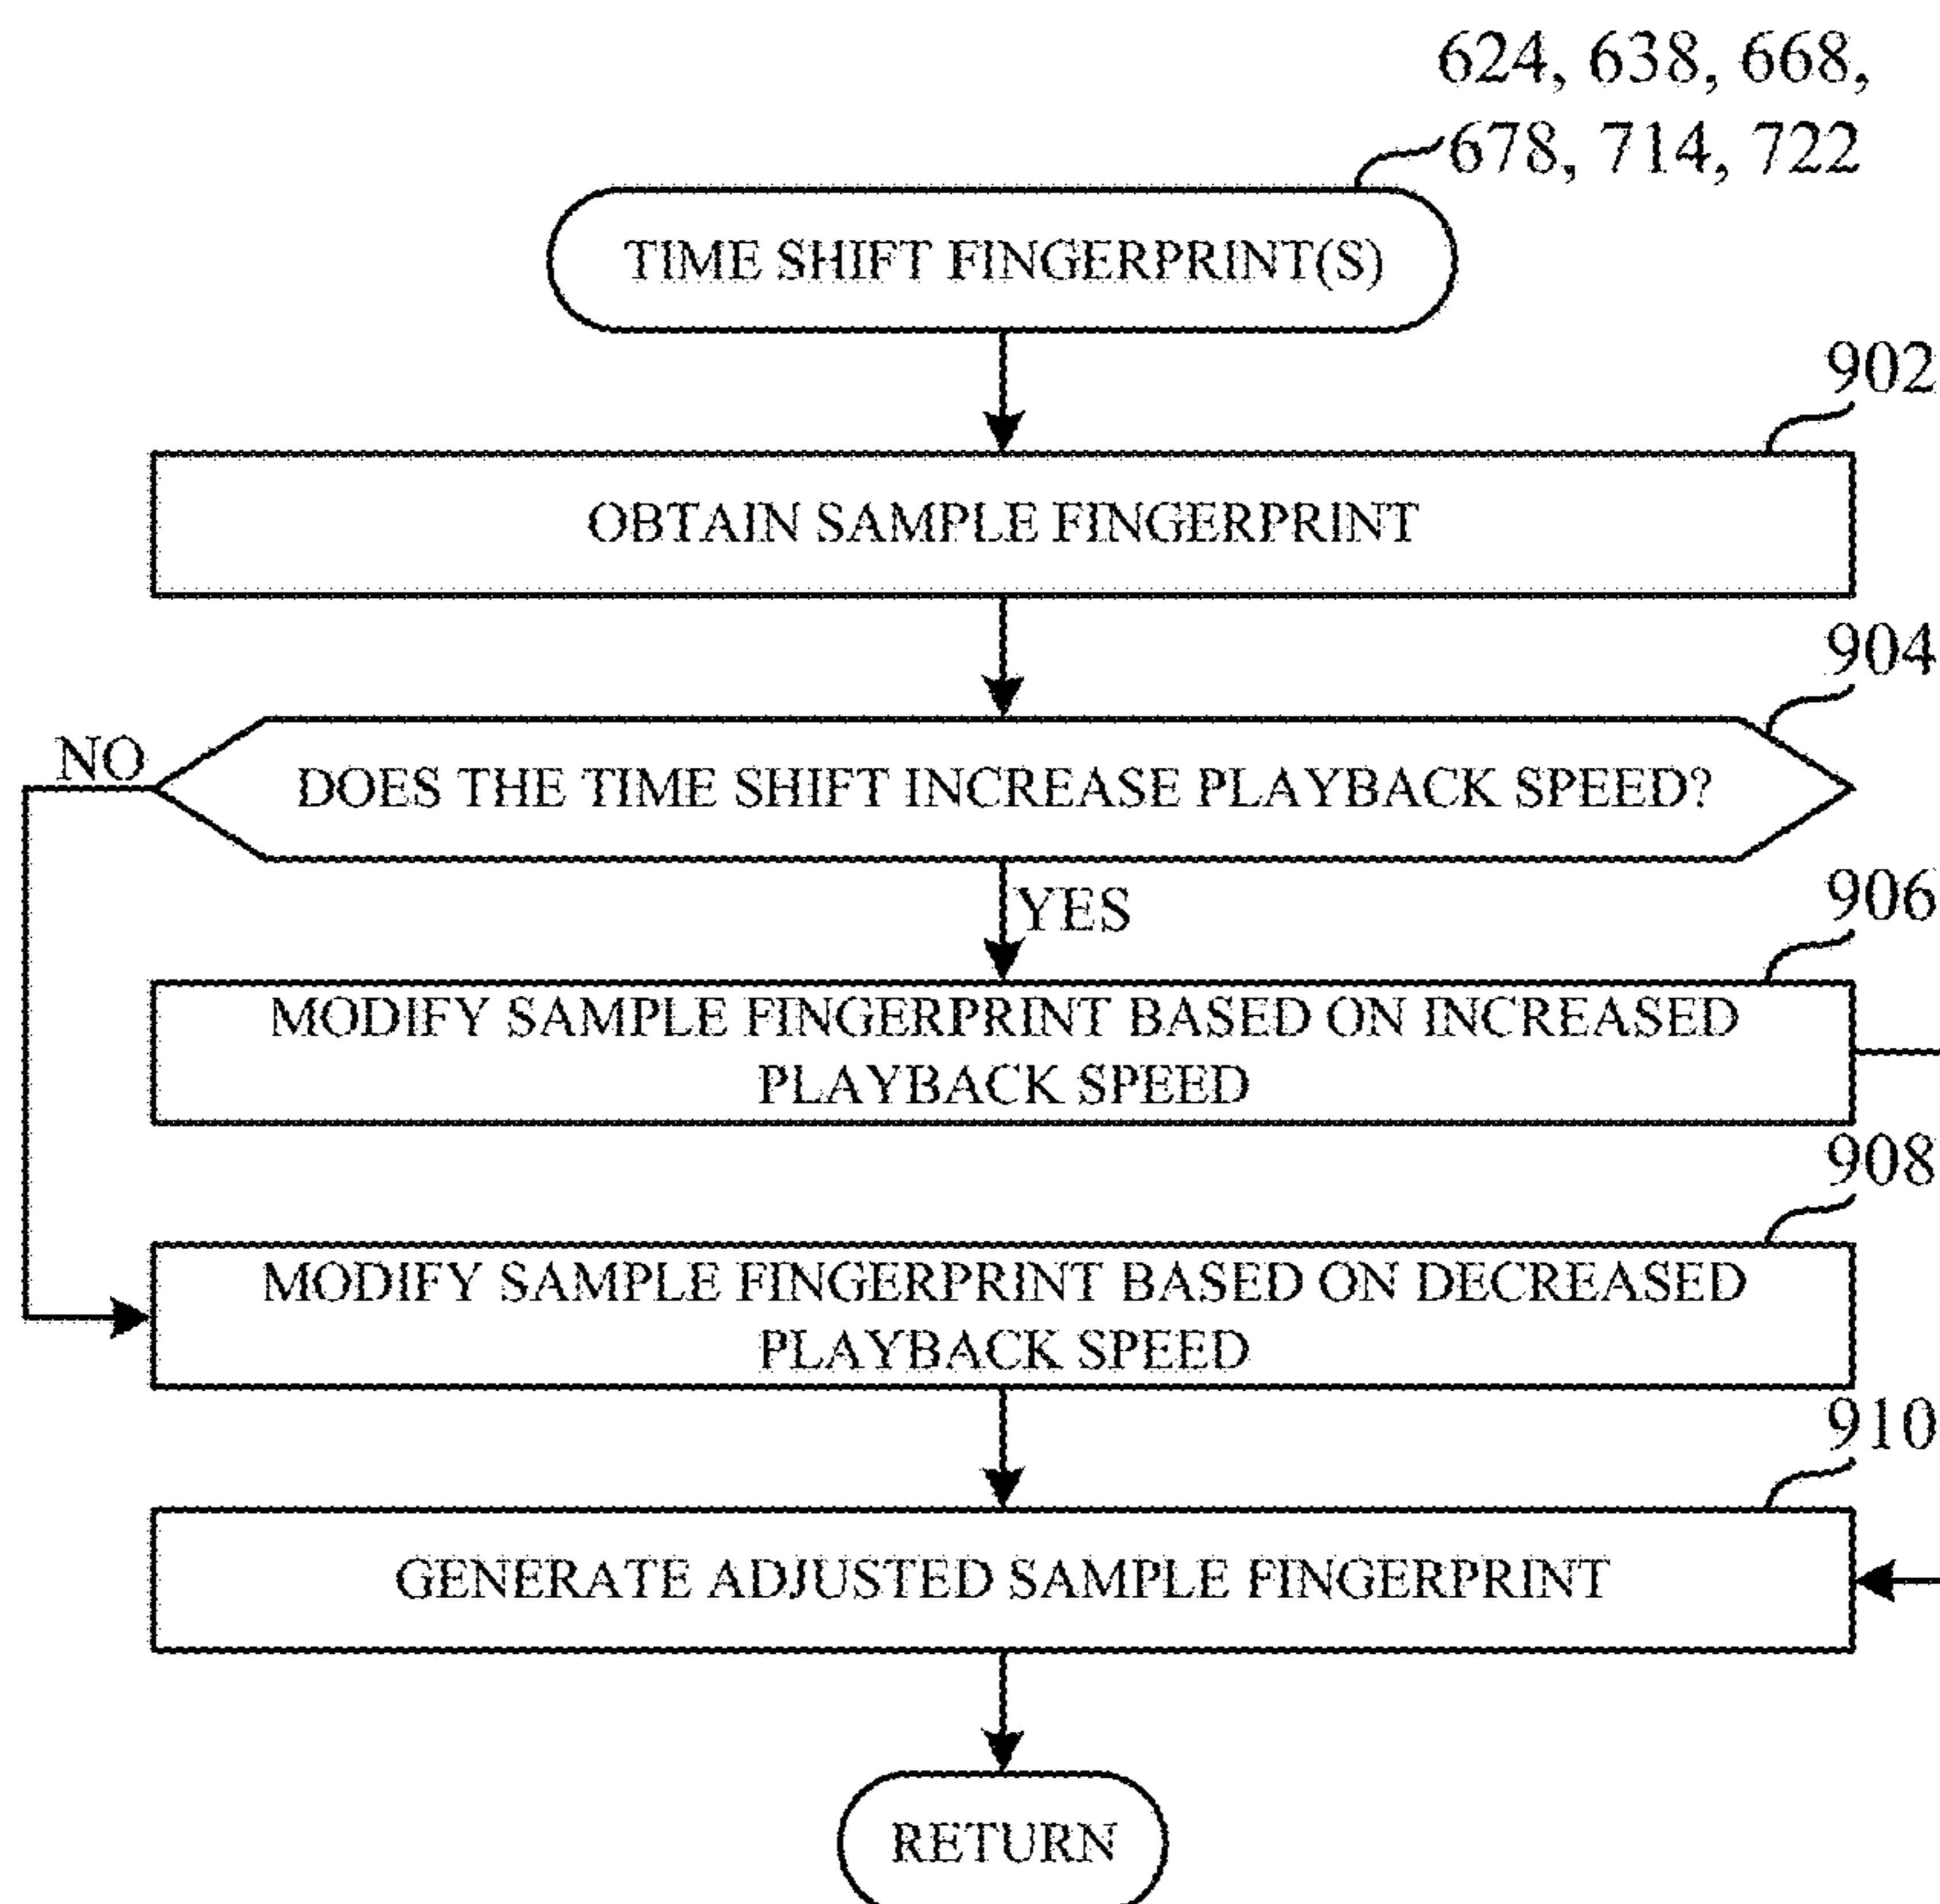 624, 638, 668,
678, 714, 722
TIME SHIFT FINGERPRINT(S)
902
OBTAIN SAMPLE FINGERPRINT
904
NO
DOES THE TIME SHIFT INCREASE PLAYBACK SPEED?
YES
906
MODIFY SAMPLE FINGERPRINT BASED ON INCREASED
PLAYBACK SPEED
908
MODIFY SAMPLE FINGERPRINT BASED ON DECREASED
PLAYBACK SPEED
910
GENERATE ADJUSTED SAMPLE FINGERPRINT
RETURN